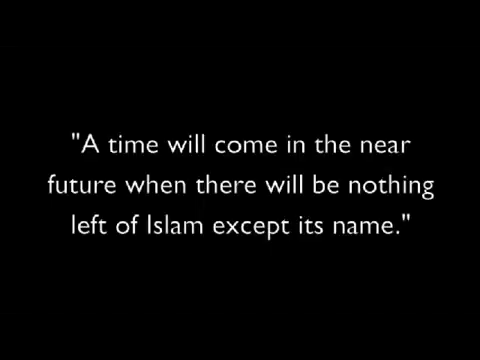 "A time will come in the near
future when there will be nothing
left of Islam except its name."